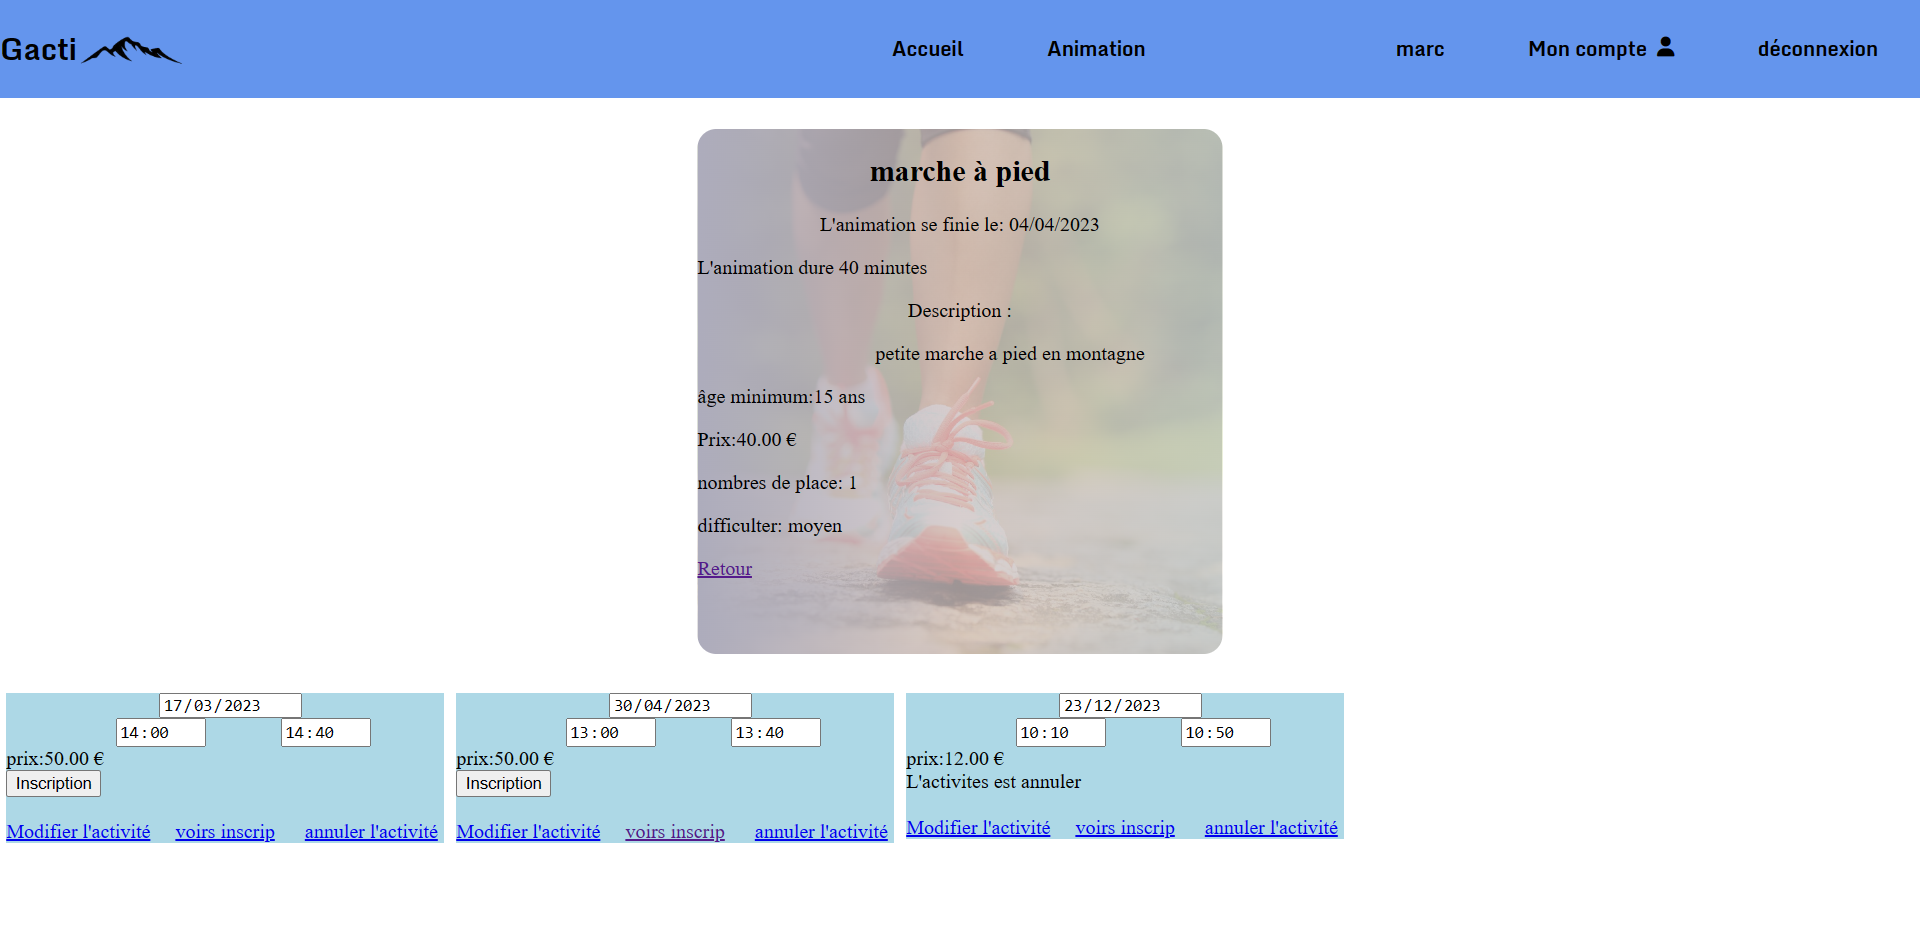 Gacti Accueil Animation marc Mon compte déconnexion
marche à pied
L'animation se finie le: 04/04/2023
L'animation dure 40 minutes
Description :
petite marche a pied en montagne
âge minimum:15 ans
Prix:40.00 €
nombres de place: 1
difficulter: moyen
Retour
17/03/2023
14:00 14:40
prix:50.00 €
Inscription
Modifier l'activité voirs inscrip annuler l'activité
30/04/2023
13:00 13:40
prix:50.00 €
Inscription
Modifier l'activité voirs inscrip annuler l'activité
23/12/2023
10:10 10:50
prix:12.00 €
L'activites est annuler
Modifier l'activité voirs inscrip annuler l'activité